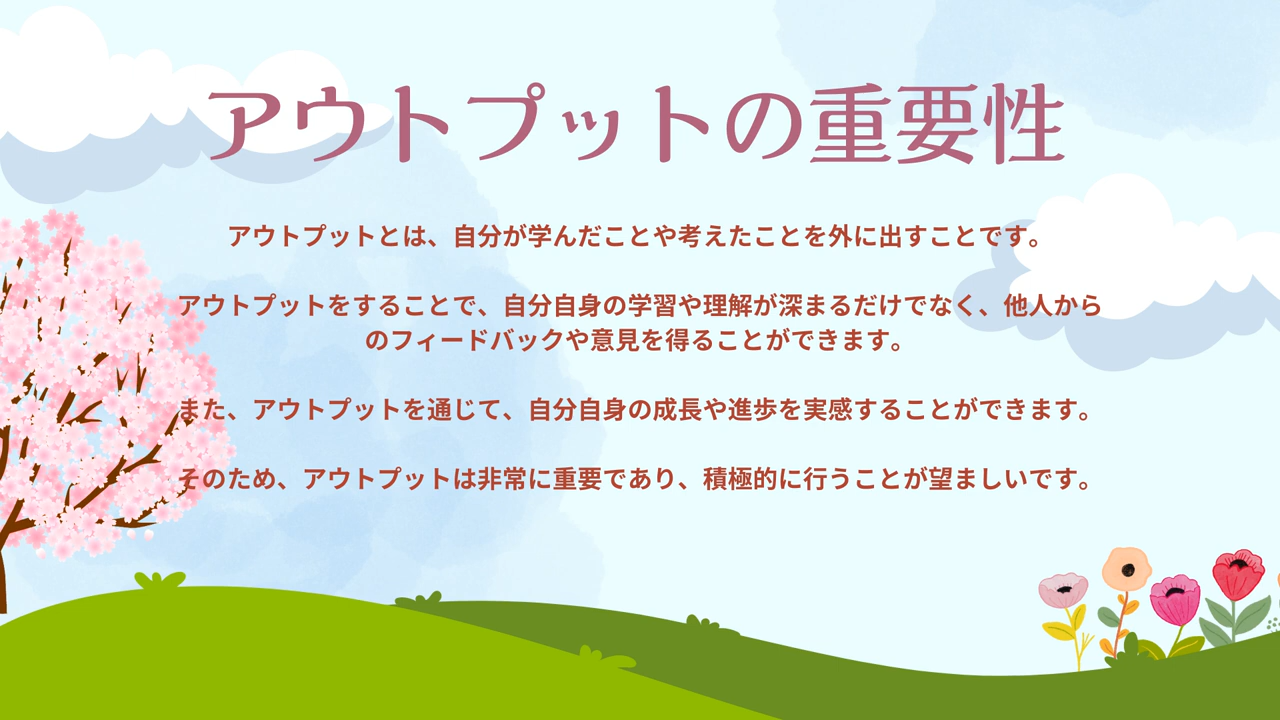 アウトプットの重要性
アウトプットとは、自分が学んだことや考えたことを外に出すことです。
アウトプットをすることで、自分自身の学習や理解が深まるだけでなく、他人から
のフィードバックや意見を得ることができます。
また、アウトプットを通じて、自分自身の成長や進歩を実感することができます。
そのため、アウトプットは非常に重要であり、積極的に行うことが望ましいです。